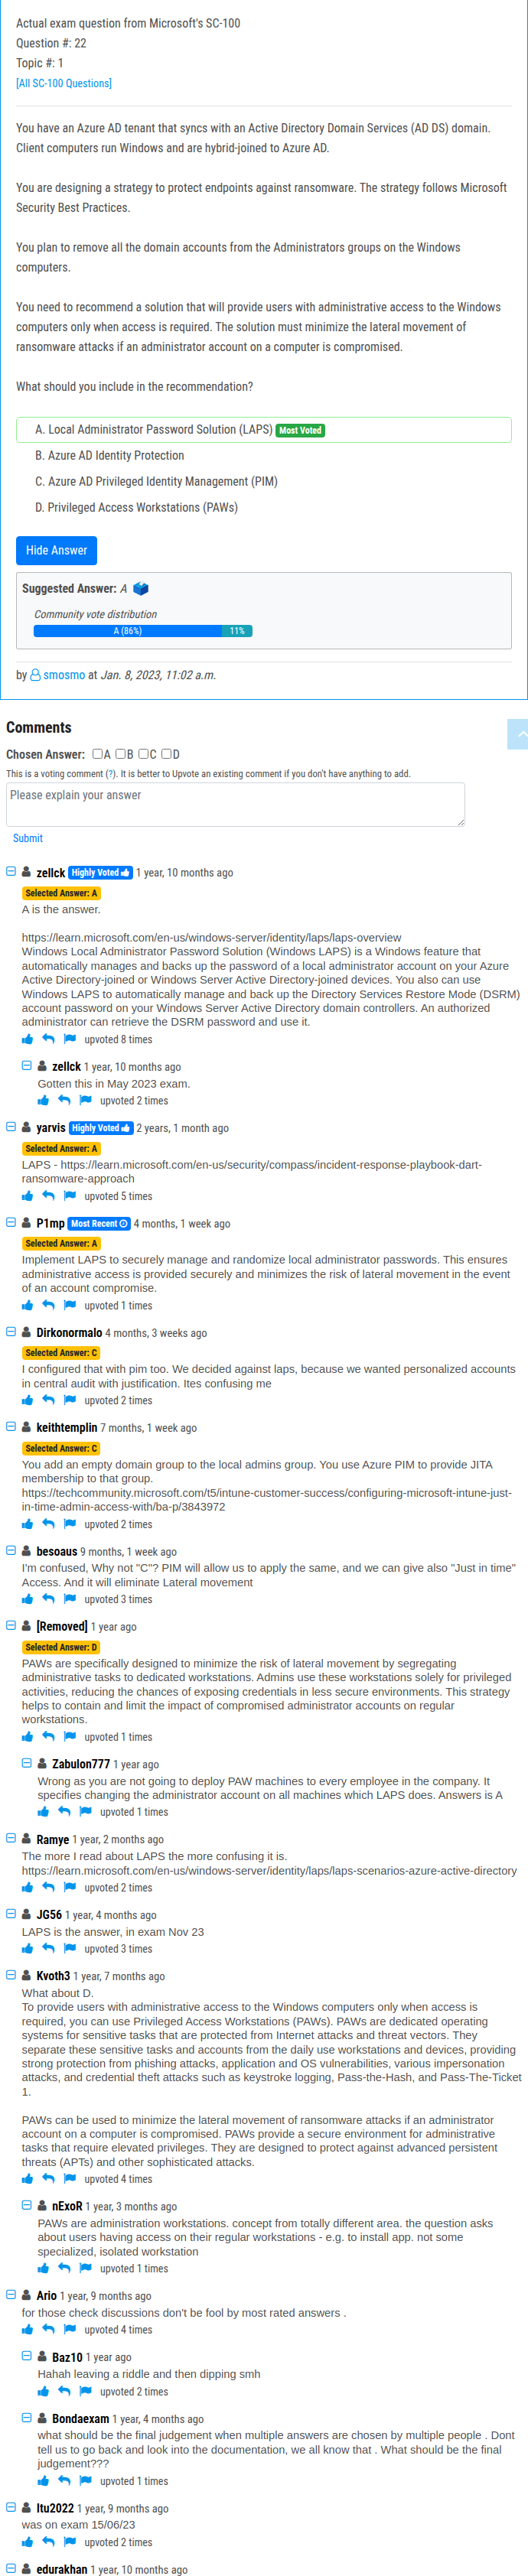 Actual exam question from Microsoft's SC-100
Question #: 22
Topic #: 1
[All SC-100 Questions]
You have an Azure AD tenant that syncs with an Active Directory Domain Services (AD DS) domain.
Client computers run Windows and are hybrid-joined to Azure AD.
You are designing a strategy to protect endpoints against ransomware. The strategy follows Microsoft
Security Best Practices.
You plan to remove all the domain accounts from the Administrators groups on the Windows
computers.
You need to recommend a solution that will provide users with administrative access to the Windows
computers only when access is required. The solution must minimize the lateral movement of
ransomware attacks if an administrator account on a computer is compromised.
What should you include in the recommendation?
A. Local Administrator Password Solution (LAPS) Most Voted
B. Azure AD Identity Protection
C. Azure AD Privileged Identity Management (PIM)
D. Privileged Access Workstations (PAWs)
Hide Answer
Suggested Answer: A
Community vote distribution
A (86%) 11%
by smosmo at Jan. 8, 2023, 11:02 a.m.
Comments
Chosen Answer: A B C D
This is a voting comment (?). It is better to Upvote an existing comment if you don't have anything to add.
Please explain your answer
Submit
zellck Highly Voted 1 year, 10 months ago
Selected Answer: A
A is the answer.
https://learn.microsoft.com/en-us/windows-server/identity/laps/laps-overview
Windows Local Administrator Password Solution (Windows LAPS) is a Windows feature that
automatically manages and backs up the password of a local administrator account on your Azure
Active Directory-joined or Windows Server Active Directory-joined devices. You also can use
Windows LAPS to automatically manage and back up the Directory Services Restore Mode (DSRM)
account password on your Windows Server Active Directory domain controllers. An authorized
administrator can retrieve the DSRM password and use it.
upvoted 8 times
zellck 1 year, 10 months ago
Gotten this in May 2023 exam.
upvoted 2 times
yarvis Highly Voted 2 years, 1 month ago
Selected Answer: A
LAPS - https://learn.microsoft.com/en-us/security/compass/incident-response-playbook-dart-
ransomware-approach
upvoted 5 times
P1mp Most Recent 4 months, 1 week ago
Selected Answer: A
Implement LAPS to securely manage and randomize local administrator passwords. This ensures
administrative access is provided securely and minimizes the risk of lateral movement in the event
of an account compromise.
upvoted 1 times
Dirkonormalo 4 months, 3 weeks ago
Selected Answer: C
I configured that with pim too. We decided against laps, because we wanted personalized accounts
in central audit with justification. Ites confusing me
upvoted 2 times
keithtemplin 7 months, 1 week ago
Selected Answer: C
You add an empty domain group to the local admins group. You use Azure PIM to provide JITA
membership to that group.
https://techcommunity.microsoft.com/t5/intune-customer-success/configuring-microsoft-intune-just-
in-time-admin-access-with/ba-p/3843972
upvoted 2 times
besoaus 9 months, 1 week ago
I'm confused, Why not "C"? PIM will allow us to apply the same, and we can give also "Just in time"
Access. And it will eliminate Lateral movement
upvoted 3 times
[Removed] 1 year ago
Selected Answer: D
PAWs are specifically designed to minimize the risk of lateral movement by segregating
administrative tasks to dedicated workstations. Admins use these workstations solely for privileged
activities, reducing the chances of exposing credentials in less secure environments. This strategy
helps to contain and limit the impact of compromised administrator accounts on regular
workstations.
upvoted 1 times
Zabulon777 1 year ago
Wrong as you are not going to deploy PAW machines to every employee in the company. It
specifies changing the administrator account on all machines which LAPS does. Answers is A
upvoted 1 times
Ramye 1 year, 2 months ago
The more I read about LAPS the more confusing it is.
https://learn.microsoft.com/en-us/windows-server/identity/laps/laps-scenarios-azure-active-directory
upvoted 2 times
JG56 1 year, 4 months ago
LAPS is the answer, in exam Nov 23
upvoted 3 times
Kvoth3 1 year, 7 months ago
What about D.
To provide users with administrative access to the Windows computers only when access is
required, you can use Privileged Access Workstations (PAWs). PAWs are dedicated operating
systems for sensitive tasks that are protected from Internet attacks and threat vectors. They
separate these sensitive tasks and accounts from the daily use workstations and devices, providing
strong protection from phishing attacks, application and OS vulnerabilities, various impersonation
attacks, and credential theft attacks such as keystroke logging, Pass-the-Hash, and Pass-The-Ticket
1.
PAWs can be used to minimize the lateral movement of ransomware attacks if an administrator
account on a computer is compromised. PAWs provide a secure environment for administrative
tasks that require elevated privileges. They are designed to protect against advanced persistent
threats (APTs) and other sophisticated attacks.
upvoted 4 times
nExoR 1 year, 3 months ago
PAWs are administration workstations. concept from totally different area. the question asks
about users having access on their regular workstations - e.g. to install app. not some
specialized, isolated workstation
upvoted 1 times
Ario 1 year, 9 months ago
for those check discussions don't be fool by most rated answers .
upvoted 4 times
Baz10 1 year ago
Hahah leaving a riddle and then dipping smh
upvoted 2 times
Bondaexam 1 year, 4 months ago
what should be the final judgement when multiple answers are chosen by multiple people . Dont
tell us to go back and look into the documentation, we all know that . What should be the final
judgement???
upvoted 1 times
Itu2022 1 year, 9 months ago
was on exam 15/06/23
upvoted 2 times
edurakhan 1 year, 10 months ago